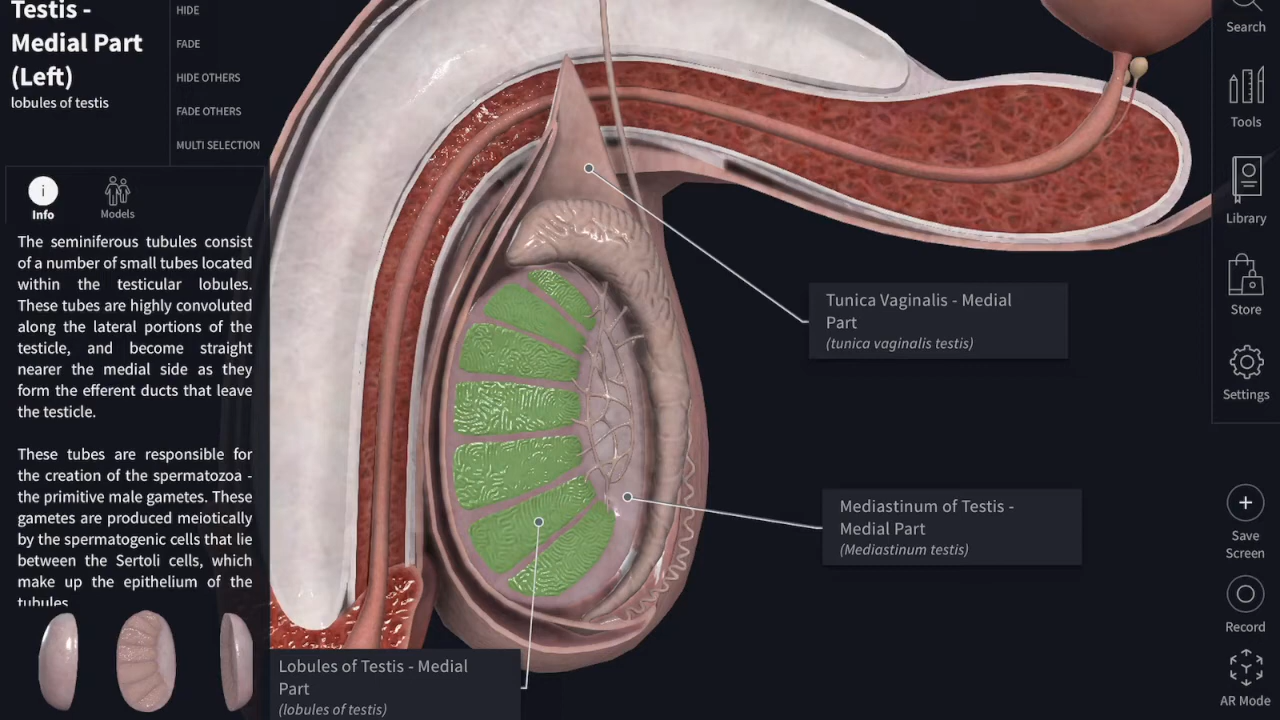 Testis -
Medial Part
(Left)
lobules of testis
HIDE
FADE
HIDE OTHERS
FADE OTHERS
MULTI SELECTION
i
Info
Models
The seminiferous tubules consist
of a number of small tubes located
within the testicular lobules.
These tubes are highly convoluted
along the lateral portions of the
testicle, and become straight
nearer the medial side as they
form the efferent ducts that leave
the testicle.
These tubes are responsible for
the creation of the spermatozoa -
the primitive male gametes. These
gametes are produced meiotically
by the spermatogenic cells that lie
between the Sertoli cells, which
make up the epithelium of the
tubules
Tunica Vaginalis - Medial
Part
(tunica vaginalis testis)
Mediastinum of Testis -
Medial Part
(Mediastinum testis)
Lobules of Testis - Medial
Part
(lobules of testis)
Search
Tools
Library
Store
Settings
Save
Screen
Record
AR Mode